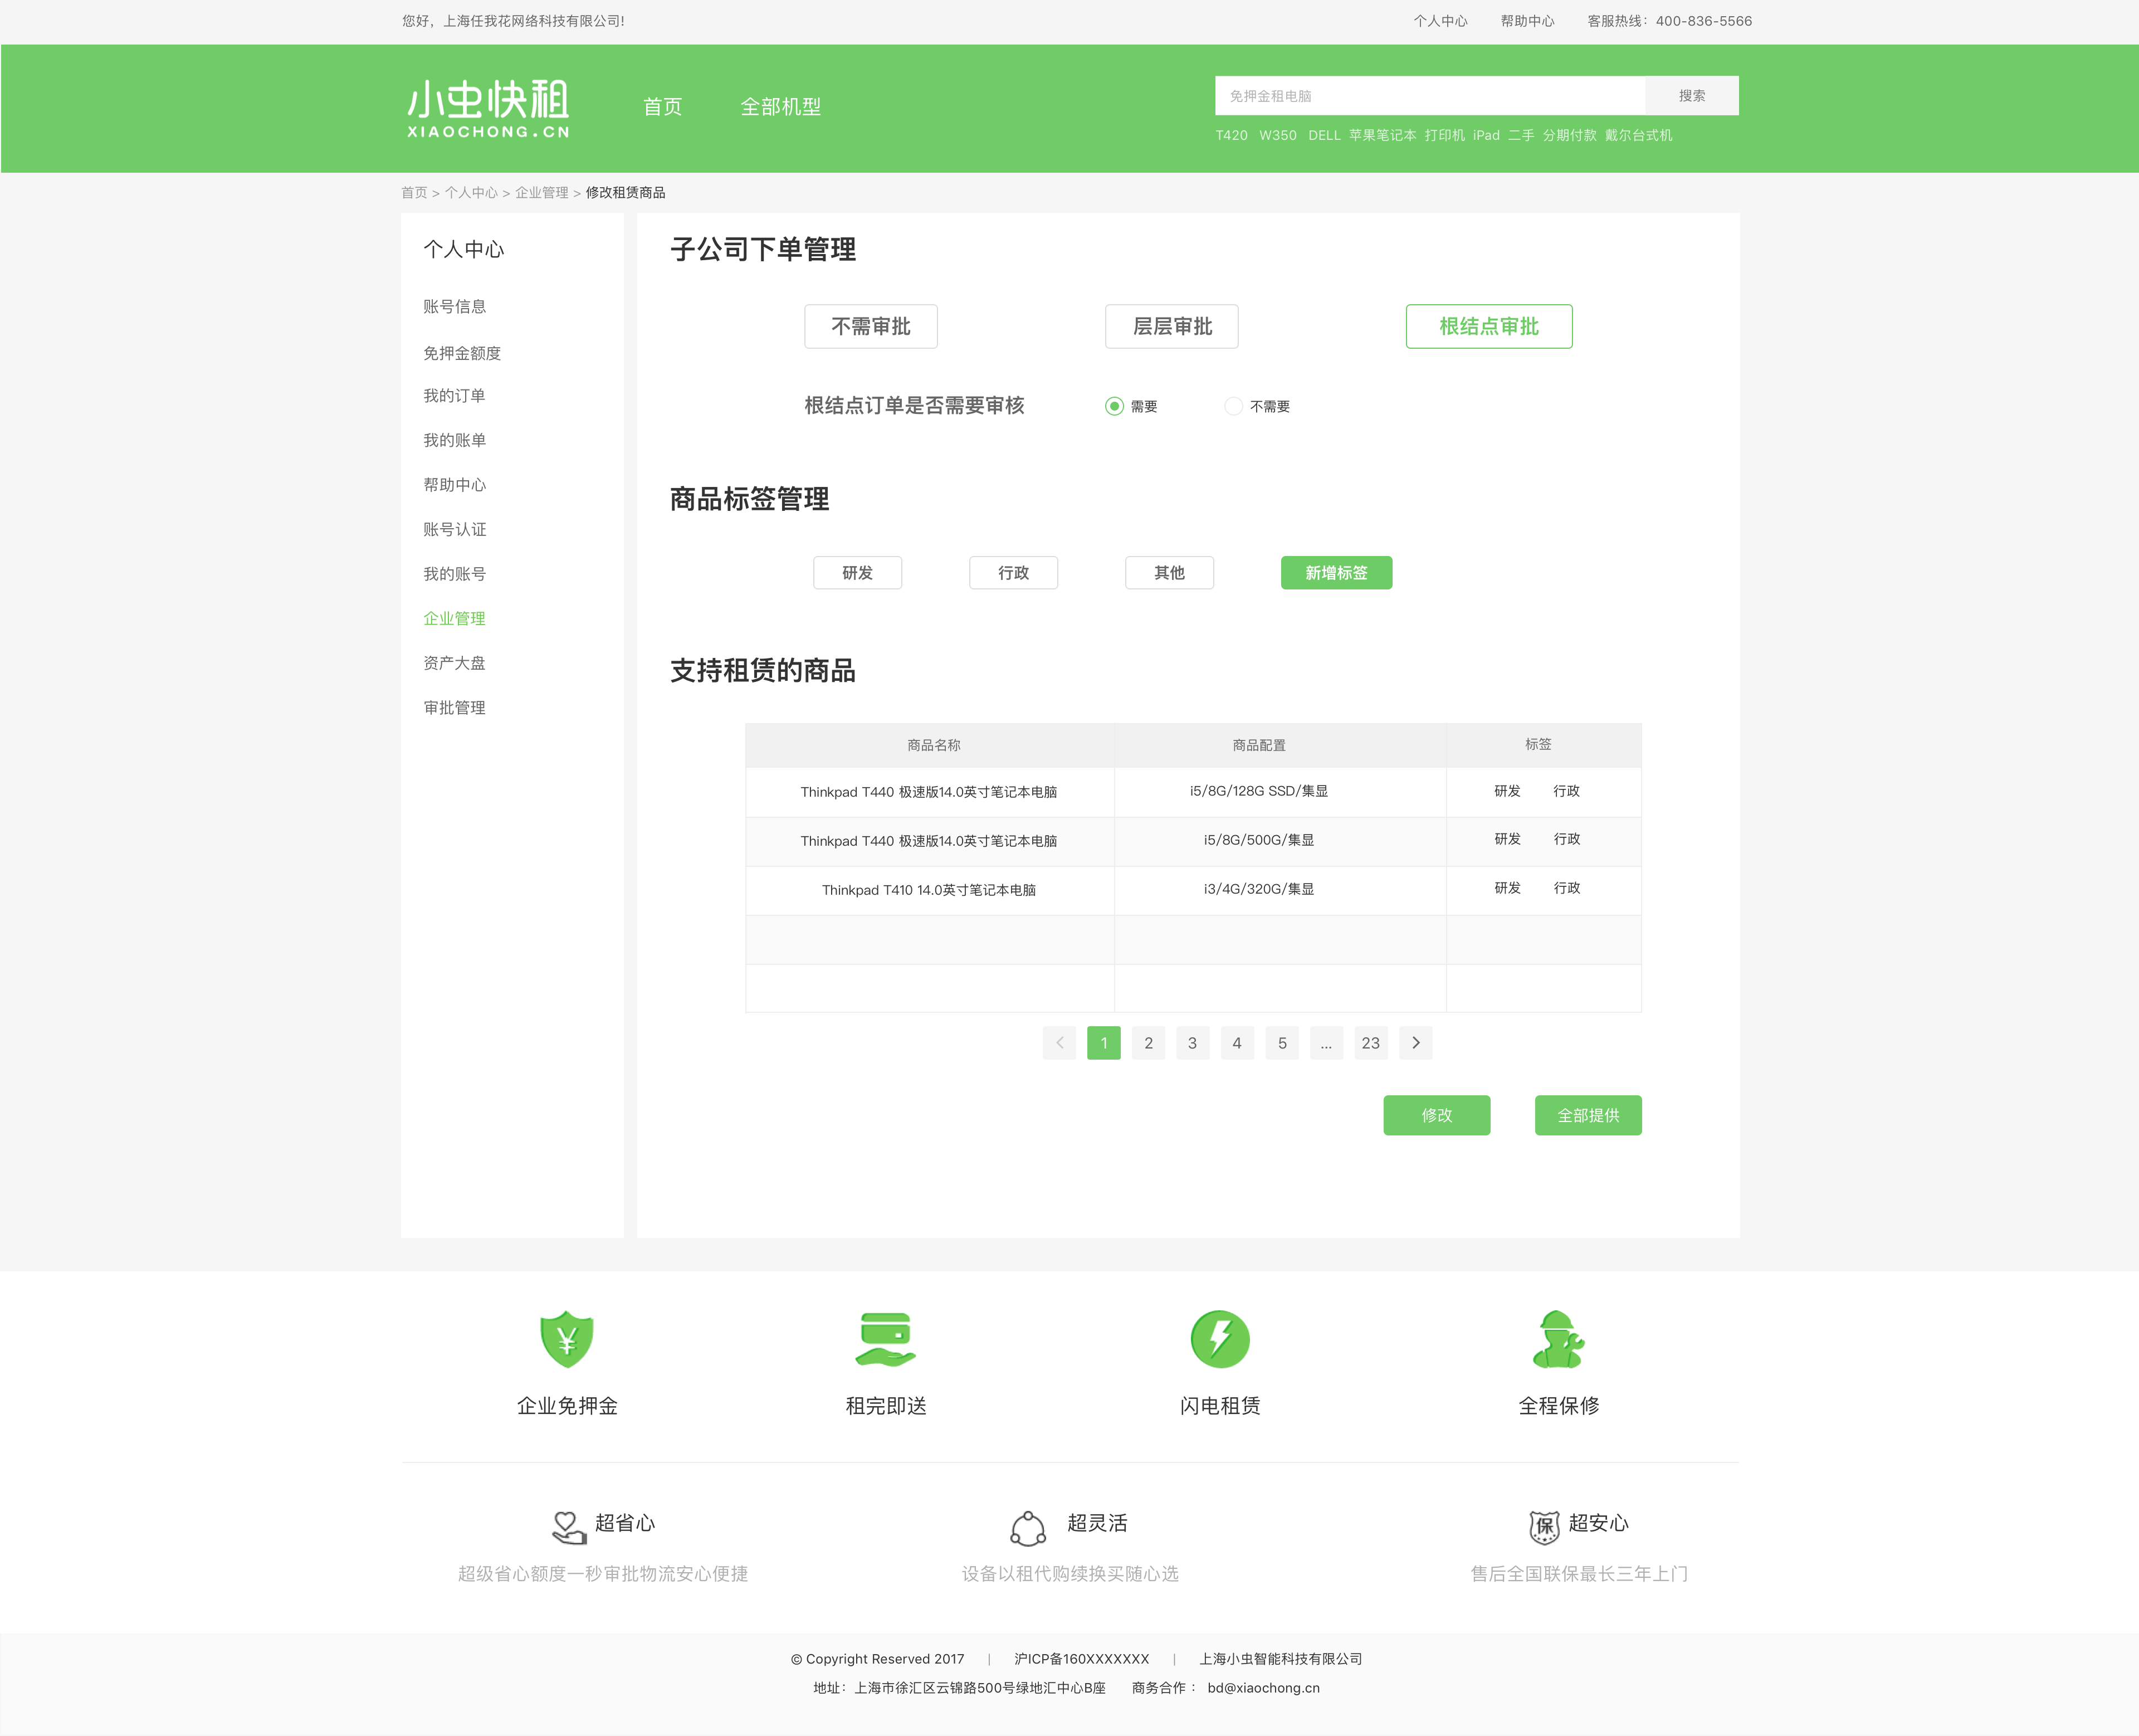 您好，上海任我花网络科技有限公司!
个人中心 帮助中心 客服热线：400-836-5566
小虫快租
XIAOCHONG.CN
首页 全部机型
免押金租电脑 搜索
T420 W350 DELL 苹果笔记本 打印机 iPad 二手 分期付款 戴尔台式机
首页 > 个人中心 > 企业管理 > 修改租赁商品
个人中心
账号信息
免押金额度
我的订单
我的账单
帮助中心
账号认证
我的账号
企业管理
资产大盘
审批管理
子公司下单管理
不需审批 层层审批 根结点审批
根结点订单是否需要审核 需要 不需要
商品标签管理
研发 行政 其他 新增标签
支持租赁的商品
商品名称 商品配置 标签
Thinkpad T440 极速版14.0英寸笔记本电脑 i5/8G/128G SSD/集显 研发 行政
Thinkpad T440 极速版14.0英寸笔记本电脑 i5/8G/500G/集显 研发 行政
Thinkpad T410 14.0英寸笔记本电脑 i3/4G/320G/集显 研发 行政
< 1 2 3 4 5 ... 23 >
修改 全部提供
¥
企业免押金 租完即送 闪电租赁 全程保修
超省心 超灵活 保 超安心
超级省心额度一秒审批物流安心便捷 设备以租代购续换买随心选 售后全国联保最长三年上门
© Copyright Reserved 2017 | 沪ICP备160XXXXXXX | 上海小虫智能科技有限公司
地址：上海市徐汇区云锦路500号绿地汇中心B座 商务合作： bd@xiaochong.cn